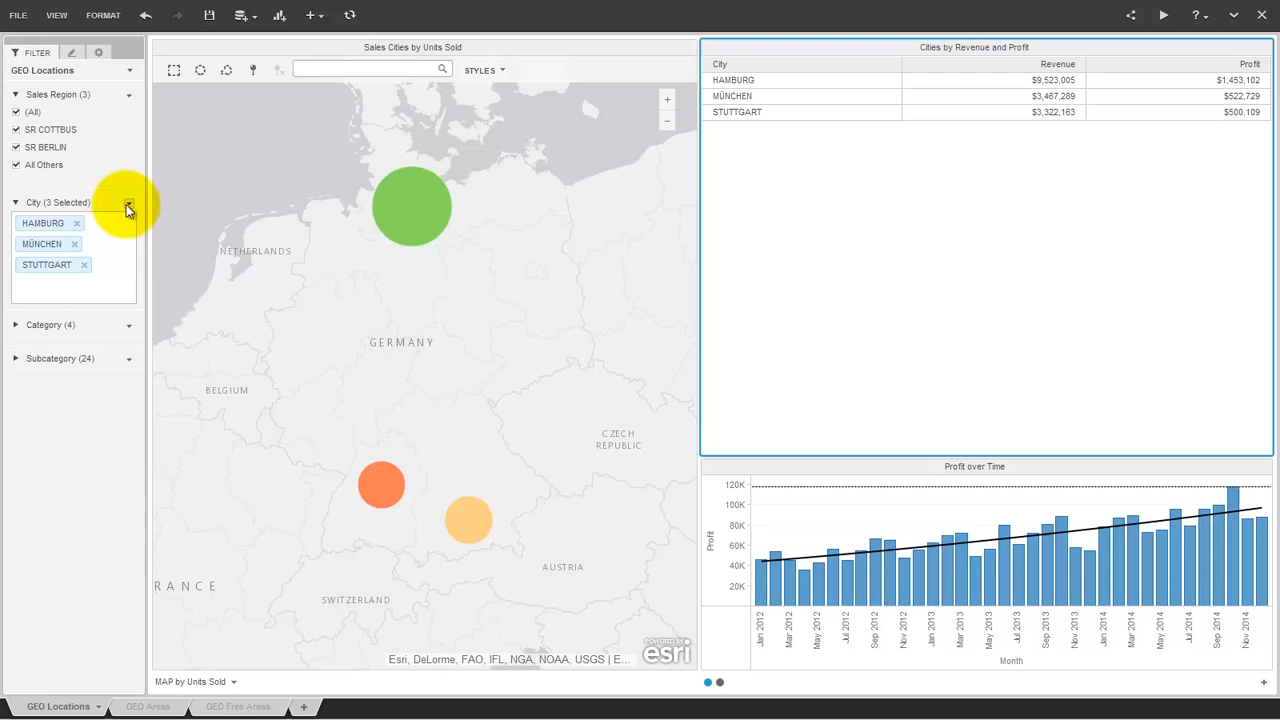 FILE VIEW FORMAT ?
FILTER
GEO Locations
Sales Region (3)
(All)
SR COTTBUS
SR BERLIN
All Others
City (3 Selected)
HAMBURG ×
MÜNCHEN ×
STUTTGART ×
Category (4)
Subcategory (24)
Sales Cities by Units Sold
STYLES
+
−
NETHERLANDS
GERMANY
BELGIUM
CZECH
REPUBLIC
AUSTRIA
RANCE
SWITZERLAND
POWERED BY
esri
Esri, DeLorme, FAO, IFL, NGA, NOAA, USGS | E...
MAP by Units Sold
Cities by Revenue and Profit
City Revenue Profit
HAMBURG $9,523,005 $1,453,102
MÜNCHEN $3,467,289 $522,729
STUTTGART $3,322,163 $500,109
Profit over Time
120K
100K
80K
60K
40K
20K
Profit
Jan 2012 Mar 2012 May 2012 Jul 2012 Sep 2012 Nov 2012 Jan 2013 Mar 2013 May 2013 Jul 2013 Sep 2013 Nov 2013 Jan 2014 Mar 2014 May 2014 Jul 2014 Sep 2014 Nov 2014
Month
+
GEO Locations GEO Areas GEO Free Areas +